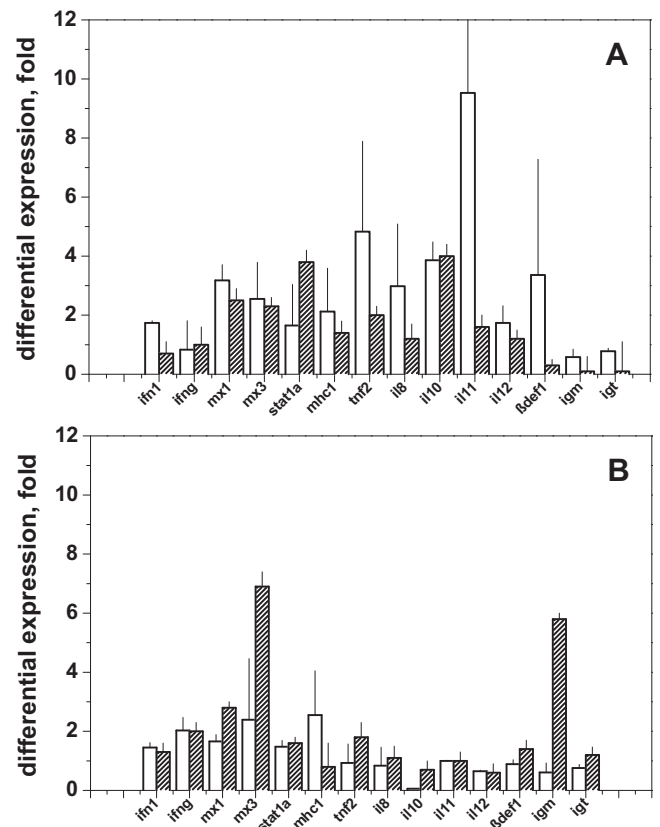 12
A
10
8
6
4
2
0
differential expression, fold
ifn1 ifng mx1 mx3 stat1a mhc1 tnf2 il8 il10 il11 il12 ßdef1 igm igt
12
B
10
8
6
4
2
0
differential expression, fold
ifn1 ifng mx1 mx3 stat1a mhc1 tnf2 il8 il10 il11 il12 ßdef1 igm igt